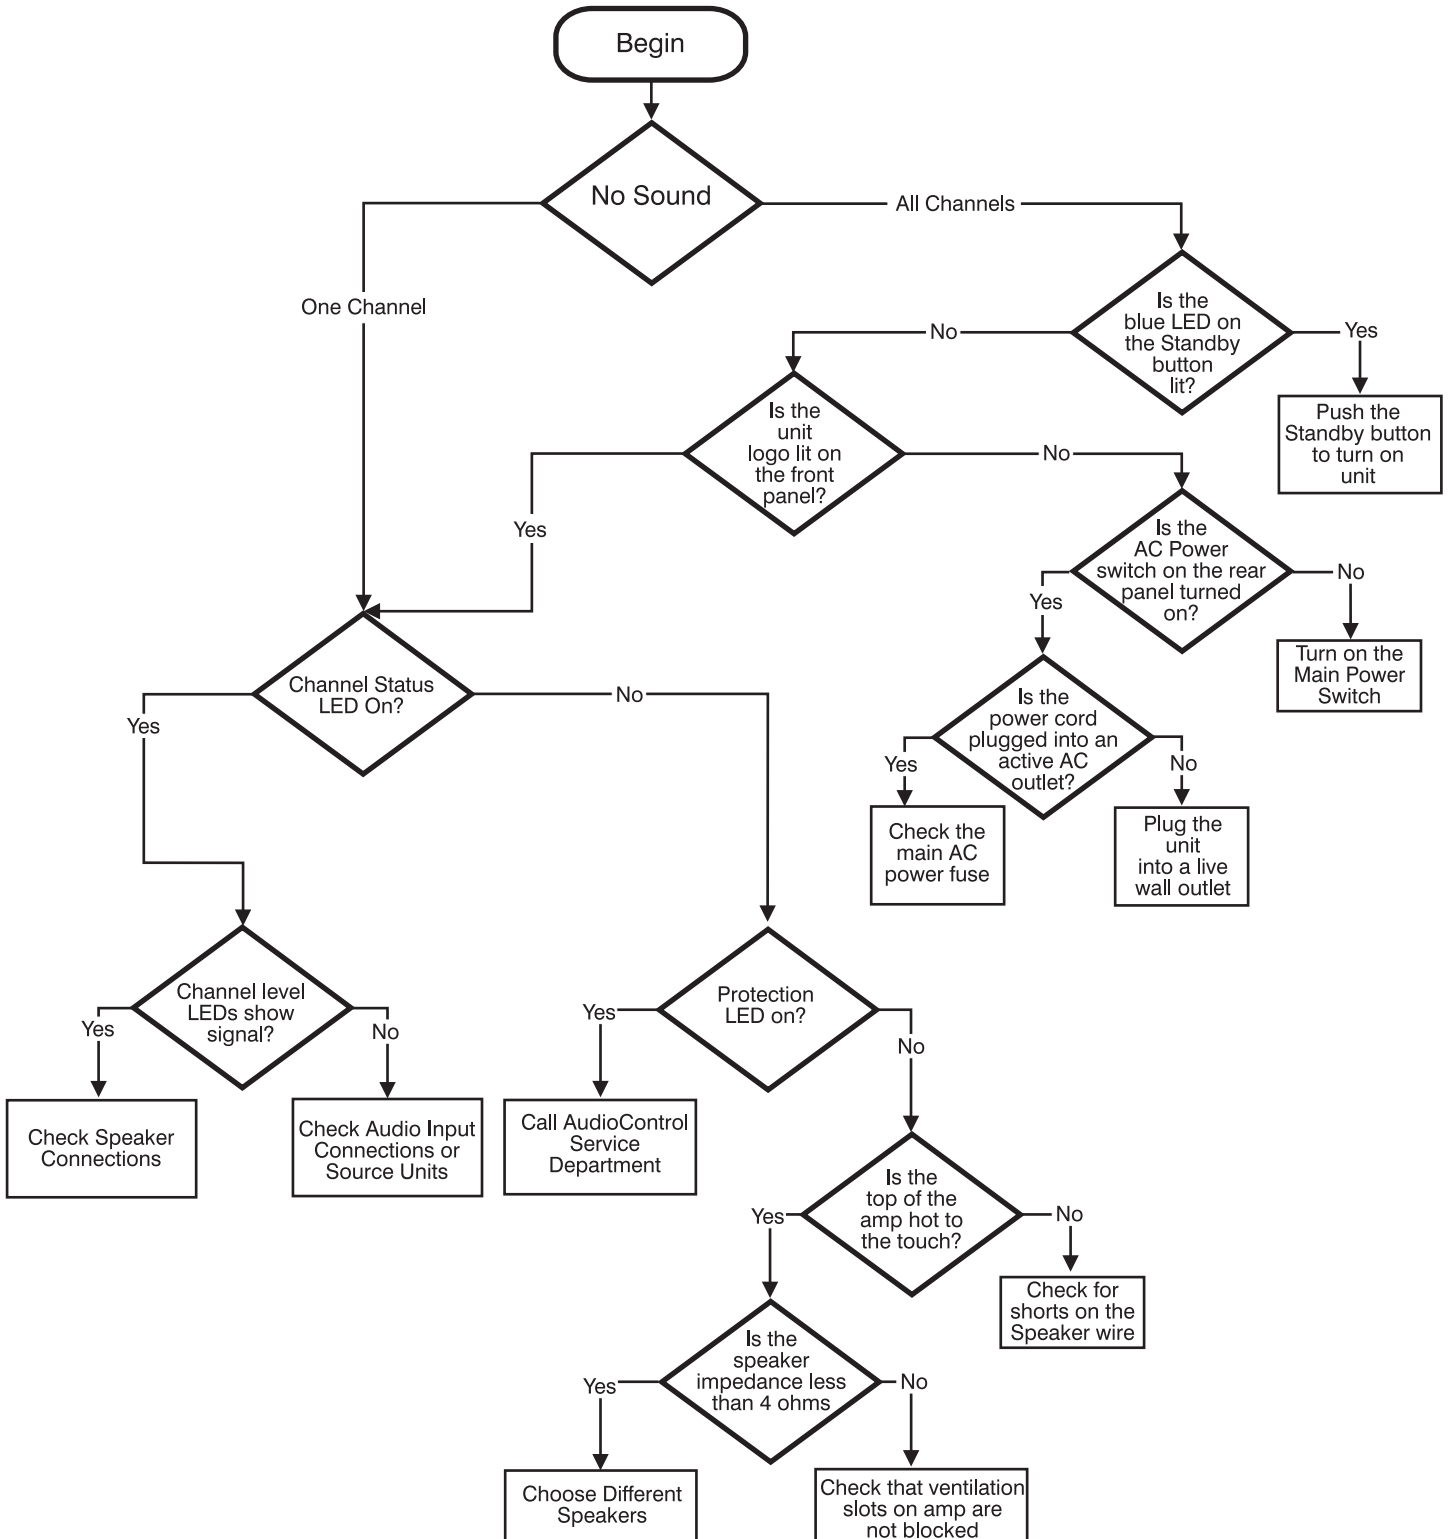 Begin
No Sound
All Channels
One Channel
Is the
blue LED on
the Standby
button
lit?
No
Yes
Push the
Standby button
to turn on
unit
Is the
unit
logo lit on
the front
panel?
No
Yes
Is the
AC Power
switch on the rear
panel turned
on?
Yes
No
Turn on the
Main Power
Switch
Channel Status
LED On?
No
Yes
Is the
power cord
plugged into an
active AC
outlet?
Yes
No
Check the
main AC
power fuse
Plug the
unit
into a live
wall outlet
Channel level
LEDs show
signal?
Yes
No
Check Speaker
Connections
Check Audio Input
Connections or
Source Units
Protection
LED on?
Yes
No
Call AudioControl
Service
Department
Is the
top of the
amp hot to
the touch?
Yes
No
Check for
shorts on the
Speaker wire
Is the
speaker
impedance less
than 4 ohms
Yes
No
Choose Different
Speakers
Check that ventilation
slots on amp are
not blocked